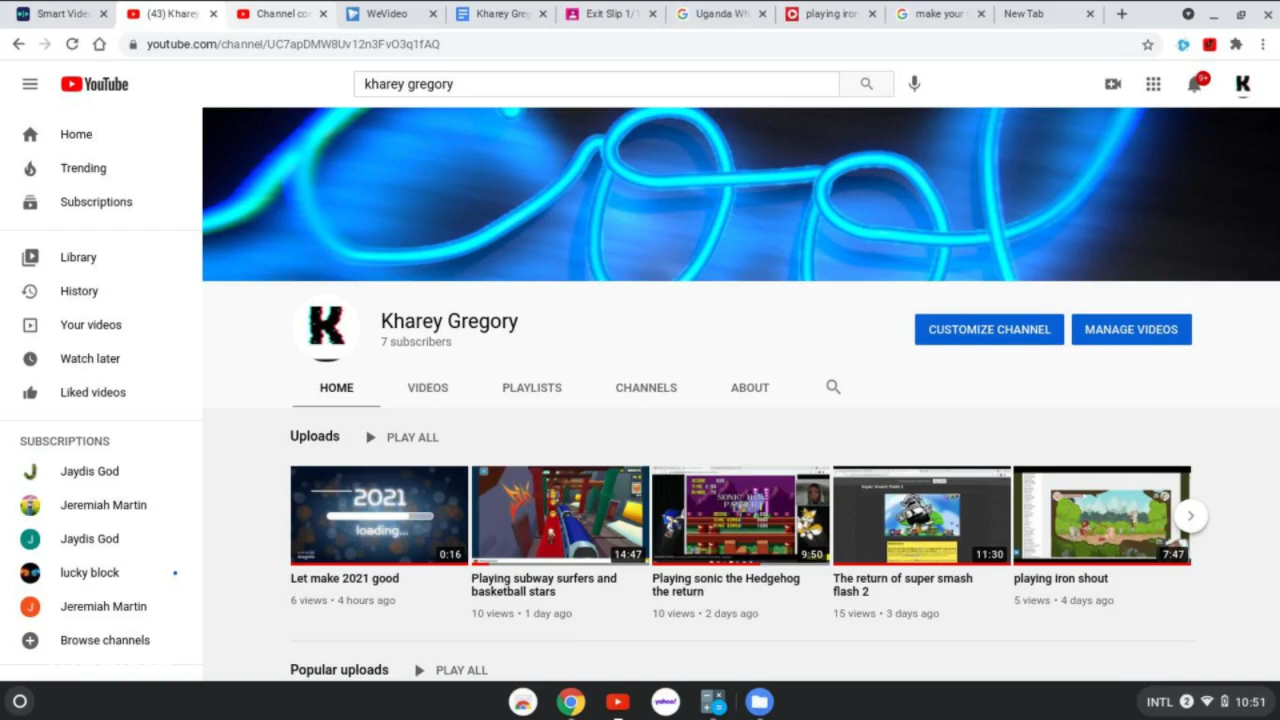 Smart Video
(43) Kharey
Channel co
WeVideo
Kharey Greg
Exit Slip 1/1
Uganda Wh
playing iron
make your
New Tab
youtube.com/channel/UC7apDMW8Uv12n3FvO3q1fAQ
YouTube
kharey gregory
9+
K
Home
Trending
Subscriptions
Library
History
Your videos
Watch later
Liked videos
SUBSCRIPTIONS
J Jaydis God
Jeremiah Martin
J Jaydis God
lucky block
J Jeremiah Martin
Browse channels
K
Kharey Gregory
7 subscribers
CUSTOMIZE CHANNEL
MANAGE VIDEOS
HOME VIDEOS PLAYLISTS CHANNELS ABOUT
Uploads PLAY ALL
2021
loading...
0:16
14:47
9:50
11:30
7:47
Let make 2021 good
6 views • 4 hours ago
Playing subway surfers and
basketball stars
10 views • 1 day ago
Playing sonic the Hedgehog
the return
10 views • 2 days ago
The return of super smash
flash 2
15 views • 3 days ago
playing iron shout
5 views • 4 days ago
Popular uploads PLAY ALL
yahoo!
INTL 2 10:51